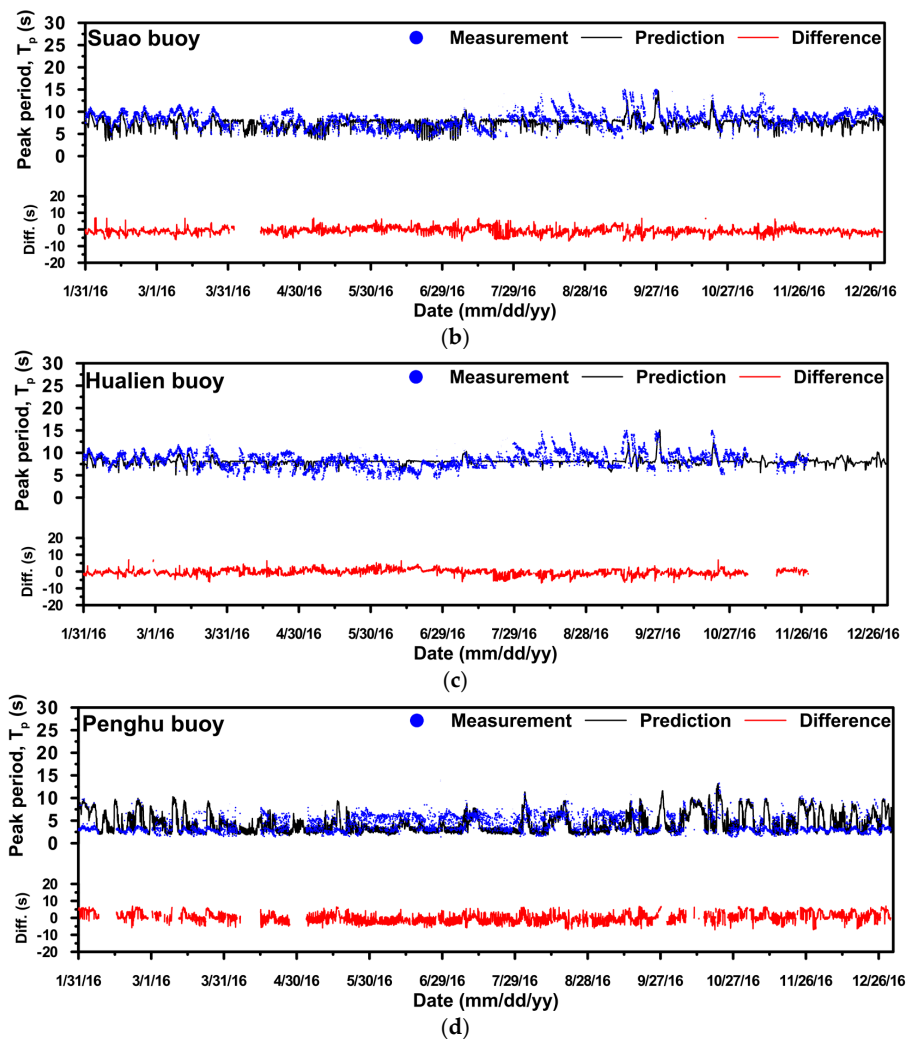 Suao buoy
Measurement Prediction Difference
Peak period, Tp (s)
30
25
20
15
10
5
0
Diff. (s)
20
10
0
-10
-20
1/31/16 3/1/16 3/31/16 4/30/16 5/30/16 6/29/16 7/29/16 8/28/16 9/27/16 10/27/16 11/26/16 12/26/16
Date (mm/dd/yy)
(b)
Hualien buoy
Measurement Prediction Difference
Peak period, Tp (s)
30
25
20
15
10
5
0
Diff. (s)
20
10
0
-10
-20
1/31/16 3/1/16 3/31/16 4/30/16 5/30/16 6/29/16 7/29/16 8/28/16 9/27/16 10/27/16 11/26/16 12/26/16
Date (mm/dd/yy)
(c)
Penghu buoy
Measurement Prediction Difference
Peak period, Tp (s)
30
25
20
15
10
5
0
Diff. (s)
20
10
0
-10
-20
1/31/16 3/1/16 3/31/16 4/30/16 5/30/16 6/29/16 7/29/16 8/28/16 9/27/16 10/27/16 11/26/16 12/26/16
Date (mm/dd/yy)
(d)